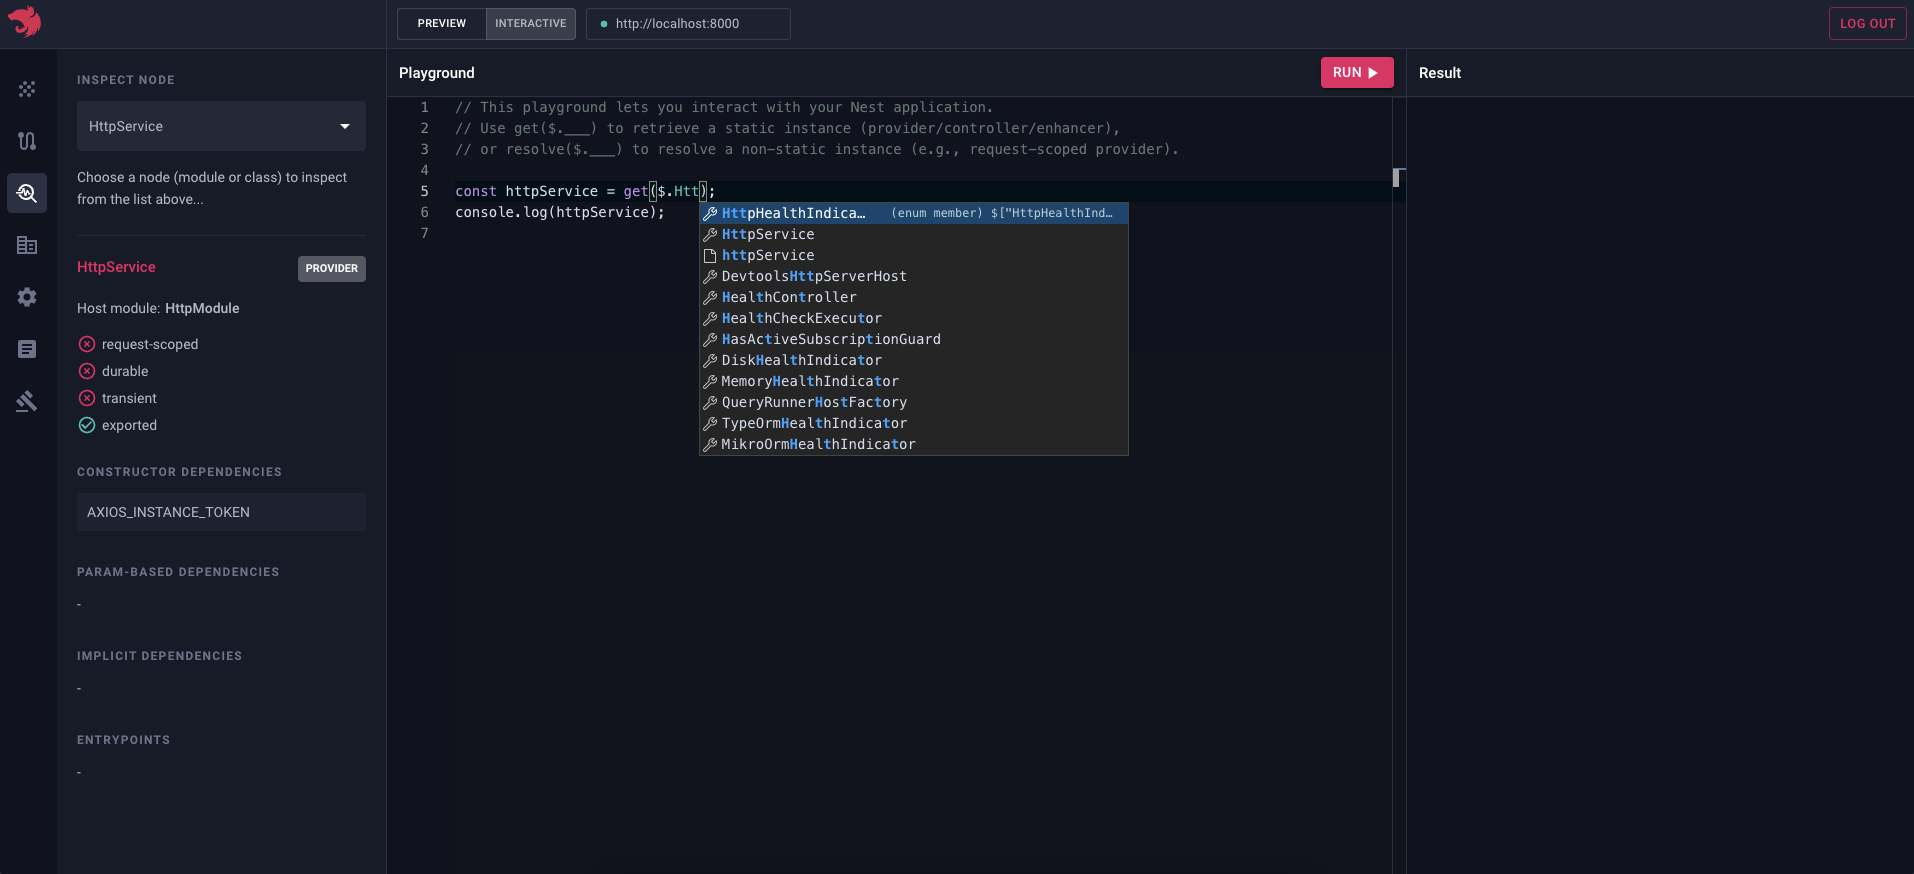 PREVIEW
INTERACTIVE
http://localhost:8000
LOG OUT
INSPECT NODE
HttpService
Choose a node (module or class) to inspect
from the list above...
HttpService
PROVIDER
Host module: HttpModule
request-scoped
durable
transient
exported
CONSTRUCTOR DEPENDENCIES
AXIOS_INSTANCE_TOKEN
PARAM-BASED DEPENDENCIES
-
IMPLICIT DEPENDENCIES
-
ENTRYPOINTS
-
Playground
RUN
1 // This playground lets you interact with your Nest application.
2 // Use get($.___) to retrieve a static instance (provider/controller/enhancer),
3 // or resolve($.___) to resolve a non-static instance (e.g., request-scoped provider).
4
5 const httpService = get($.Htt);
6 console.log(httpService);
7
HttpHealthIndica… (enum member) $["HttpHealthInd…
HttpService
httpService
DevtoolsHttpServerHost
HealthController
HealthCheckExecutor
HasActiveSubscriptionGuard
DiskHealthIndicator
MemoryHealthIndicator
QueryRunnerHostFactory
TypeOrmHealthIndicator
MikroOrmHealthIndicator
Result